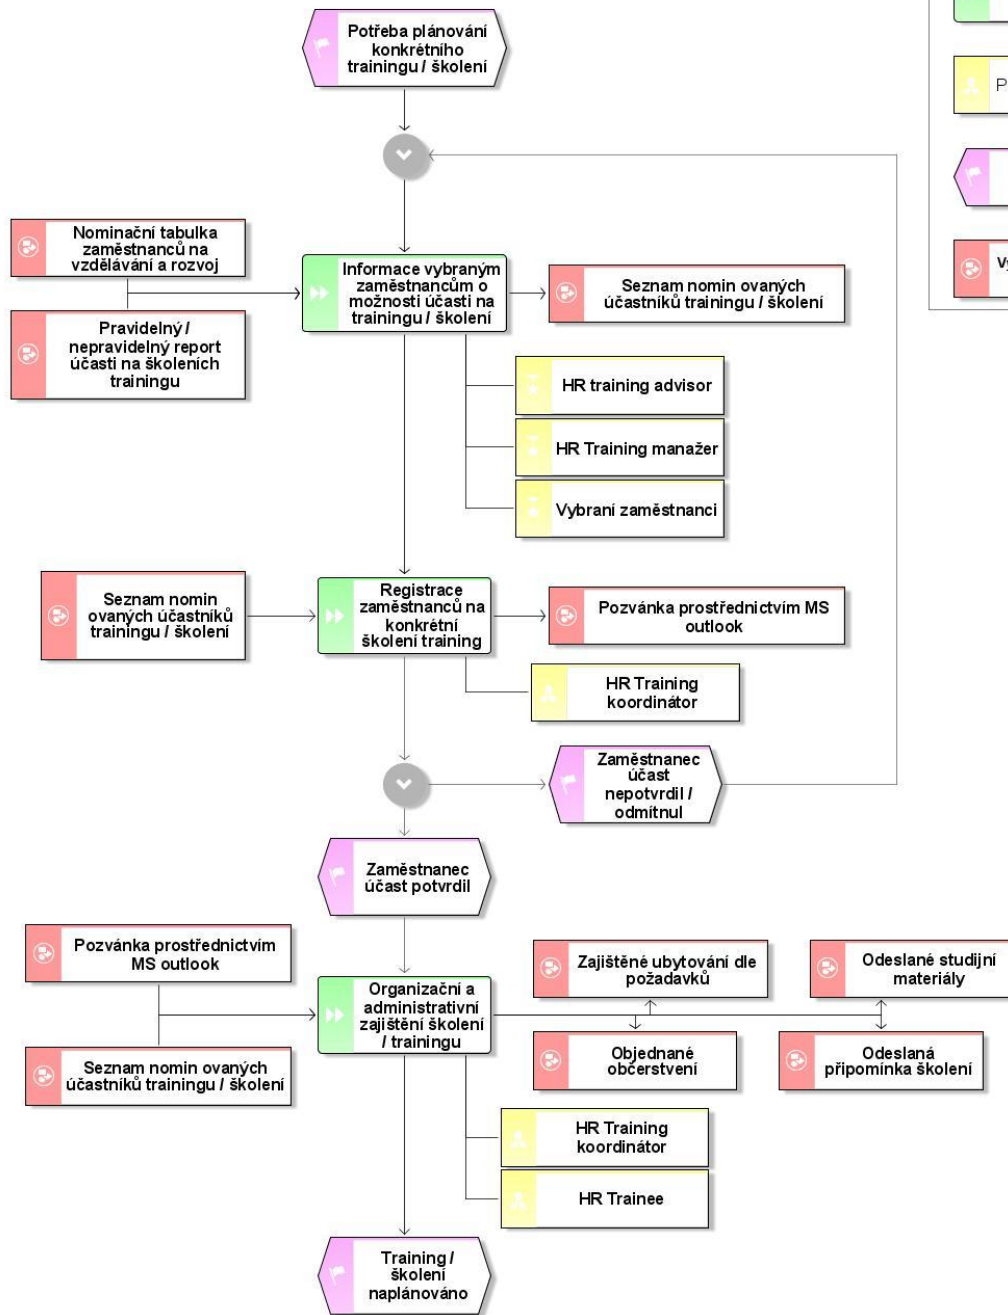 Potřeba plánování
konkrétního
trainingu / školení
P
Nominační tabulka
zaměstnanců na
vzdělávání a rozvoj
Informace vybraným
zaměstnancům o
možnosti účasti na
trainingu / školení
Seznam nomin ovaných
účastníků trainingu / školení
Pravidelný /
nepravidelný report
účasti na školeních
trainingu
HR training advisor
HR Training manažer
Vybraní zaměstnanci
Seznam nomin
ovaných účastníků
trainingu / školení
Registrace
zaměstnanců na
konkrétní
školení training
Pozvánka prostřednictvím MS
outlook
HR Training
koordinátor
Zaměstnanec
účast
nepotvrdil /
odmítnul
Zaměstnanec
účast potvrdil
Pozvánka prostřednictvím
MS outlook
Seznam nomin ovaných
účastníků trainingu / školení
Organizační a
administrativní
zajištění školení
/ trainingu
Zajištěné ubytování dle
požadavků
Odeslané studijní
materiály
Objednané
občerstvení
Odeslaná
připomínka školení
HR Training
koordinátor
HR Trainee
Training /
školení
naplánováno